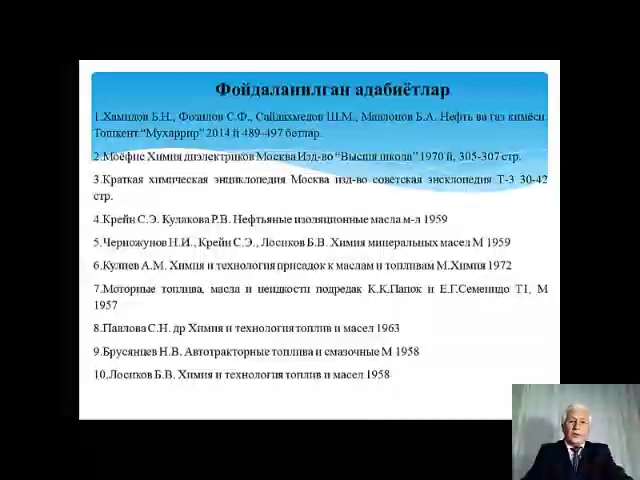 Фойдаланилган адабиётлар
1.Хамидов Б.Н., Фозилов С.Ф., Сайдахмедов Ш.М., Мавлонов Б.А. Нефть ва газ кимёси.
Тошкент “Мухаррир” 2014 й 489-497 бетлар.
2.Моёфис Химия диэлектриков Москва Изд-во “Высшя школа” 1970 й, 305-307 стр.
3.Краткая химическая энциклопедия Москва изд-во советская энсклопедия Т-3 30-42
стр.
4.Крейн С.Э. Кулакова Р.В. Нефтьяные изоляционные масла м-л 1959
5.Черножунов Н.И., Крейн С.Э., Лосиков Б.В. Химия минеральных масел М 1959
6.Кулиев А.М. Химия и технология присадок к маслам и топливам М.Химия 1972
7.Моторные топлива, масла и цеидкости подредак К.К.Папок и Е.Г.Семенидо Т1, М
1957
8.Павлова С.Н. др Химия и технология топлив и масел 1963
9.Брусянцев Н.В. Автотракторные топлива и смазочные М 1958
10.Лосиков Б.В. Химия и технология топлив и масел 1958